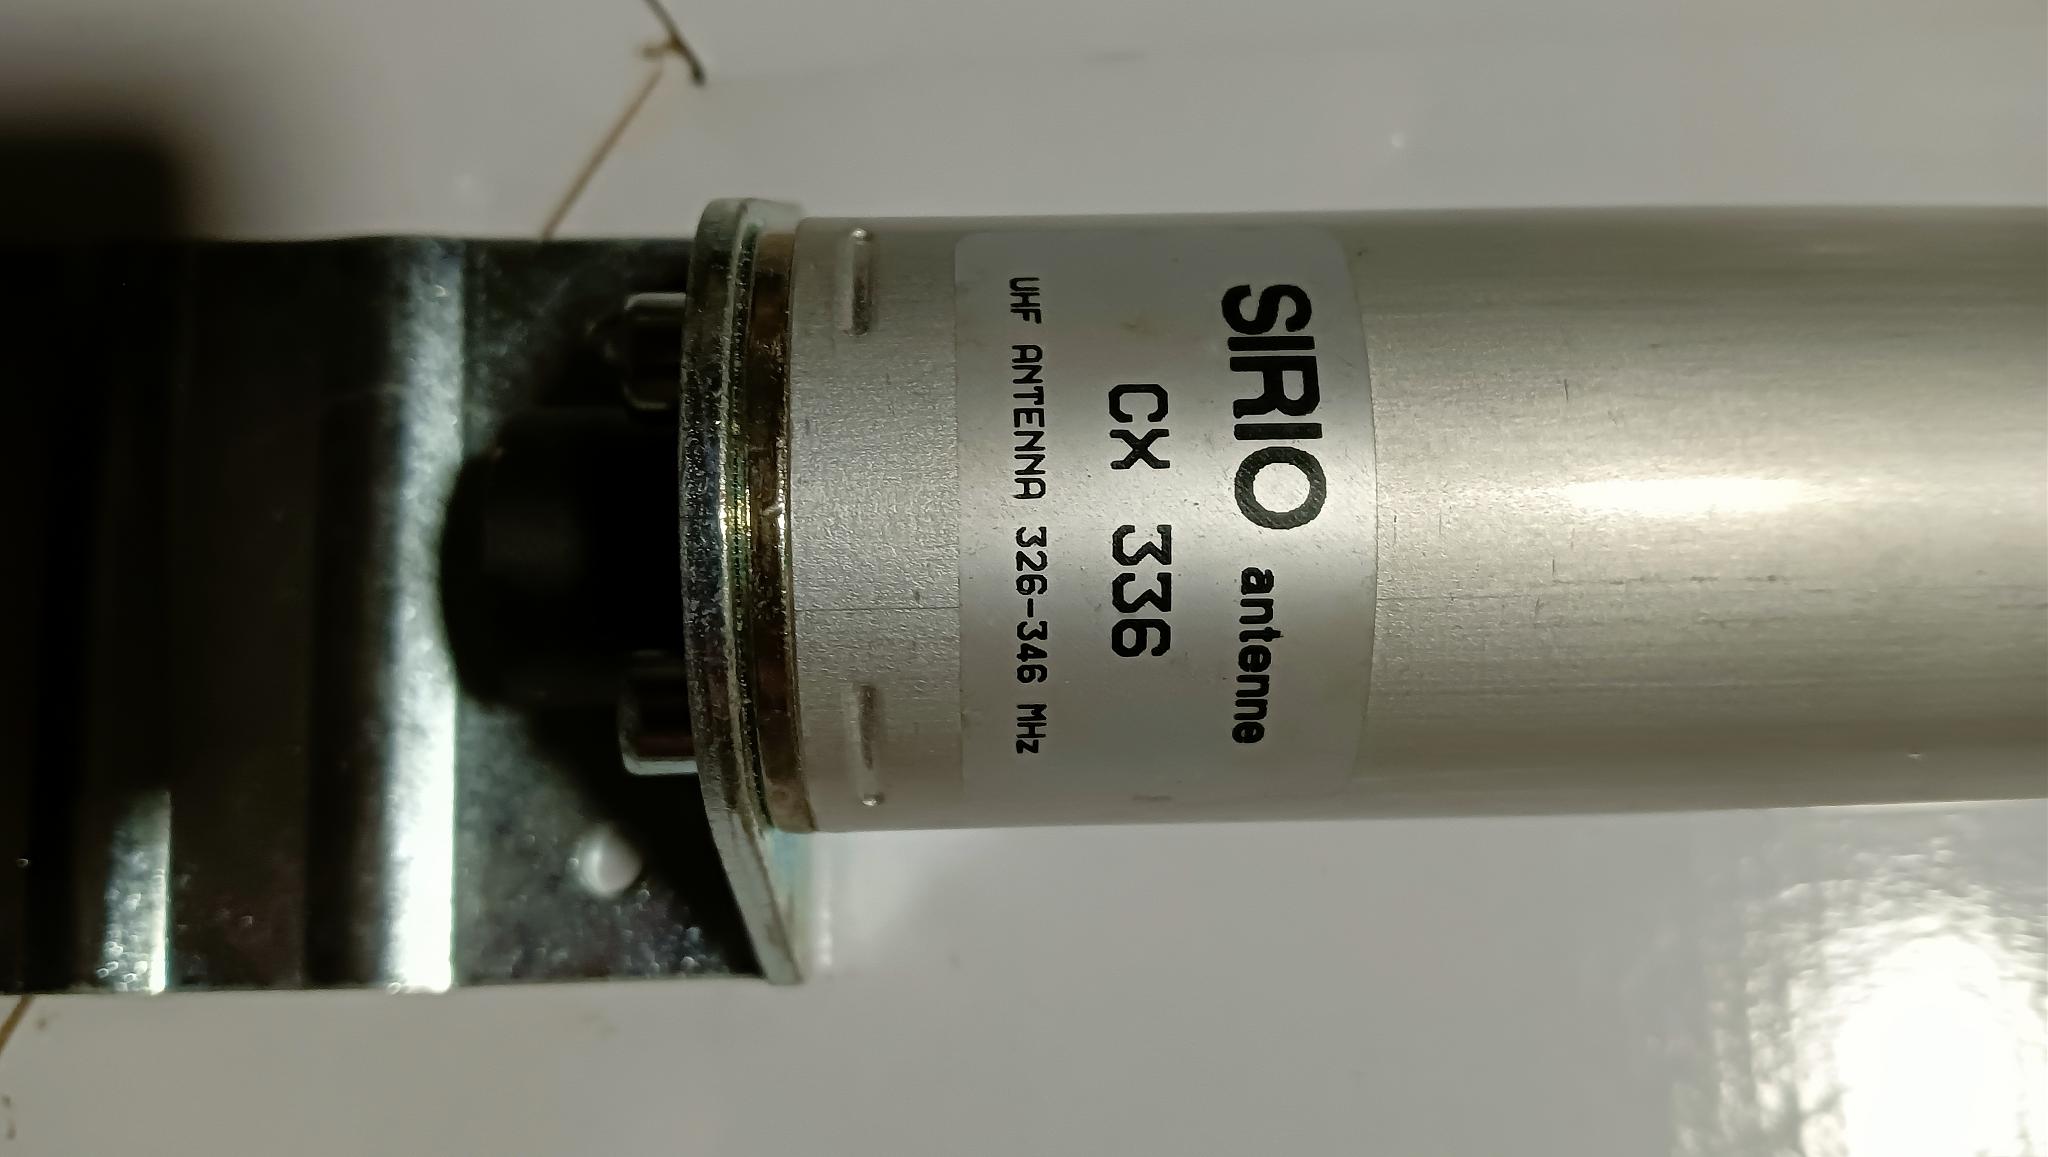 SIRIO antenne
CX 336
UHF ANTENNA 326-346 MHz